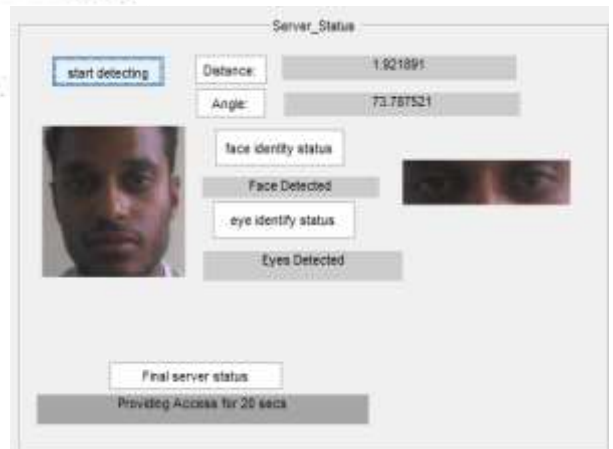 Server_Status
start detecting
Distance:
1.921891
Angle:
73.787521
face identity status
Face Detected
eye identify status
Eyes Detected
Final server status
Providing Access for 20 secs